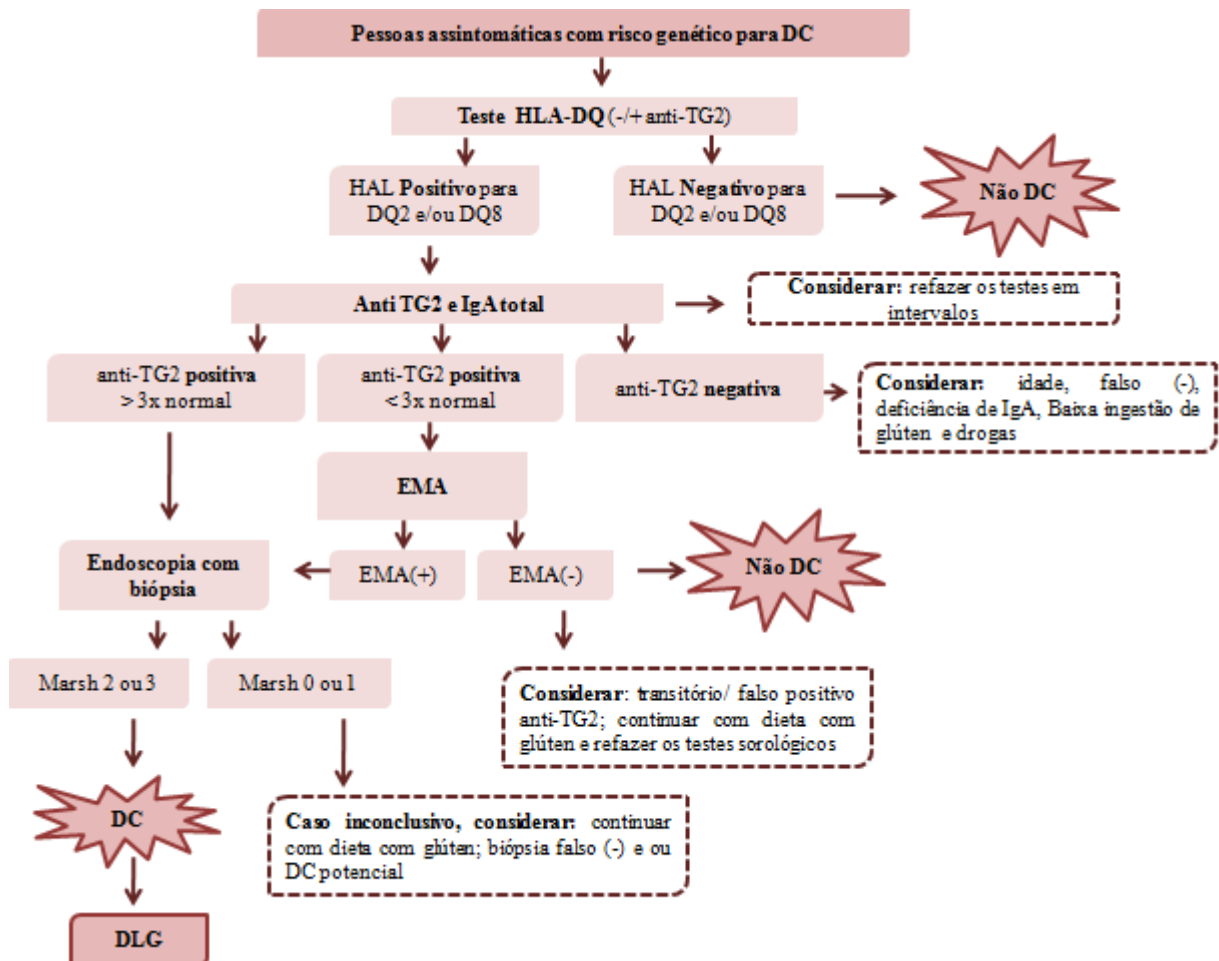 Pessoas assintomáticas com risco genético para DC
Teste HLA-DQ (-/+ anti-TG2)
HAL Positivo para
DQ2 e/ou DQ8
HAL Negativo para
DQ2 e/ou DQ8
Não DC
Anti TG2 e IgA total
Considerar: refazer os testes em
intervalos
anti-TG2 positiva
> 3x normal
anti-TG2 positiva
< 3x normal
anti-TG2 negativa
Considerar: idade, falso (-),
deficiência de IgA, Baixa ingestão de
glúten e drogas
EMA
Endoscopia com
biópsia
EMA(+)
EMA(-)
Não DC
Marsh 2 ou 3
Marsh 0 ou 1
Considerar: transitório/ falso positivo
anti-TG2; continuar com dieta com
glúten e refazer os testes sorológicos
DC
Caso inconclusivo, considerar: continuar
com dieta com glúten; biópsia falso (-) e ou
DC potencial
DLG